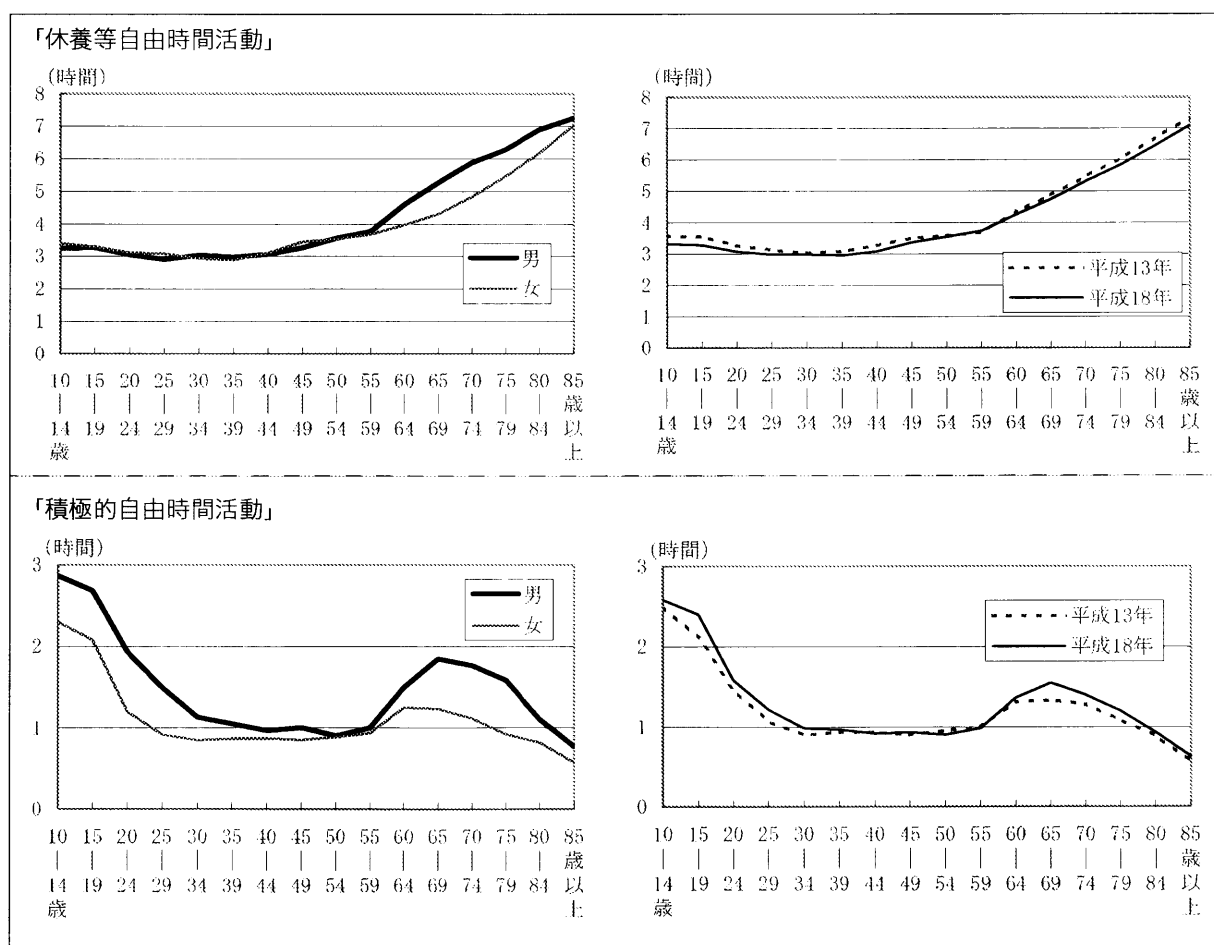 「休養等自由時間活動」
(時間)
8
7
6
5
4
3
2
1
0
男
女
10 15 20 25 30 35 40 45 50 55 60 65 70 75 80 85
| | | | | | | | | | | | | | | 歳
14 19 24 29 34 39 44 49 54 59 64 69 74 79 84 以
歳 上
(時間)
8
7
6
5
4
3
2
1
0
平成13年
平成18年
10 15 20 25 30 35 40 45 50 55 60 65 70 75 80 85
| | | | | | | | | | | | | | | 歳
14 19 24 29 34 39 44 49 54 59 64 69 74 79 84 以
歳 上
「積極的自由時間活動」
(時間)
3
2
1
0
男
女
10 15 20 25 30 35 40 45 50 55 60 65 70 75 80 85
| | | | | | | | | | | | | | | 歳
14 19 24 29 34 39 44 49 54 59 64 69 74 79 84 以
歳 上
(時間)
3
2
1
0
平成13年
平成18年
10 15 20 25 30 35 40 45 50 55 60 65 70 75 80 85
| | | | | | | | | | | | | | | 歳
14 19 24 29 34 39 44 49 54 59 64 69 74 79 84 以
歳 上